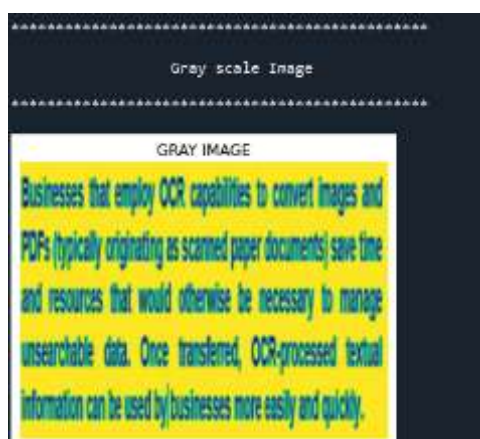 **********************************************
Gray scale Image
**********************************************
GRAY IMAGE
Businesses that employ OCR capabilities to convert images and
PDFs (typically originating as scanned paper documents) save time
and resources that would otherwise be necessary to manage
unsearchable data. Once transferred, OCR-processed textual
information can be used by businesses more easily and quickly.